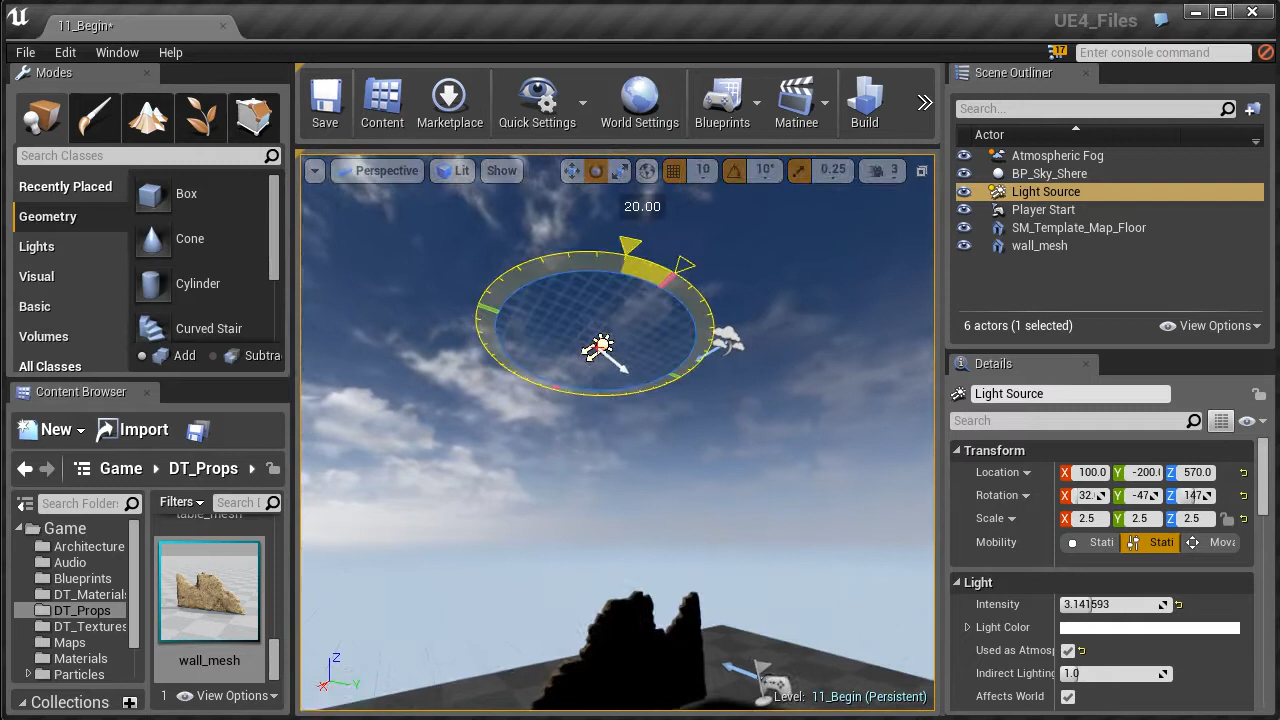 11_Begin*
UE4_Files
File Edit Window Help
17
Enter console command
Modes
Search Classes
Recently Placed
Geometry
Lights
Visual
Basic
Volumes
All Classes
Box
Cone
Cylinder
Curved Stair
Add Subtra
Save
Content
Marketplace
Quick Settings
World Settings
Blueprints
Matinee
Build
Perspective
Lit
Show
10
10°
0.25
3
20.00
Z
X
Y
Level: 11_Begin (Persistent)
Content Browser
New
Import
Game
DT_Props
Search Folders
Game
Architecture
Audio
Blueprints
DT_Materials
DT_Props
DT_Textures
Maps
Materials
Particles
Collections
Filters
Search
table_mesh
wall_mesh
1
View Options
Scene Outliner
Search...
Actor
Atmospheric Fog
BP_Sky_Shere
Light Source
Player Start
SM_Template_Map_Floor
wall_mesh
6 actors (1 selected)
View Options
Details
Light Source
Search
Transform
Location X 100.0 Y -200.0 Z 570.0
Rotation X 32. Y -47 Z 147
Scale X 2.5 Y 2.5 Z 2.5
Mobility Stati Stati Mova
Light
Intensity 3.141593
Light Color
Used as Atmosp
Indirect Lighting 1.0
Affects World